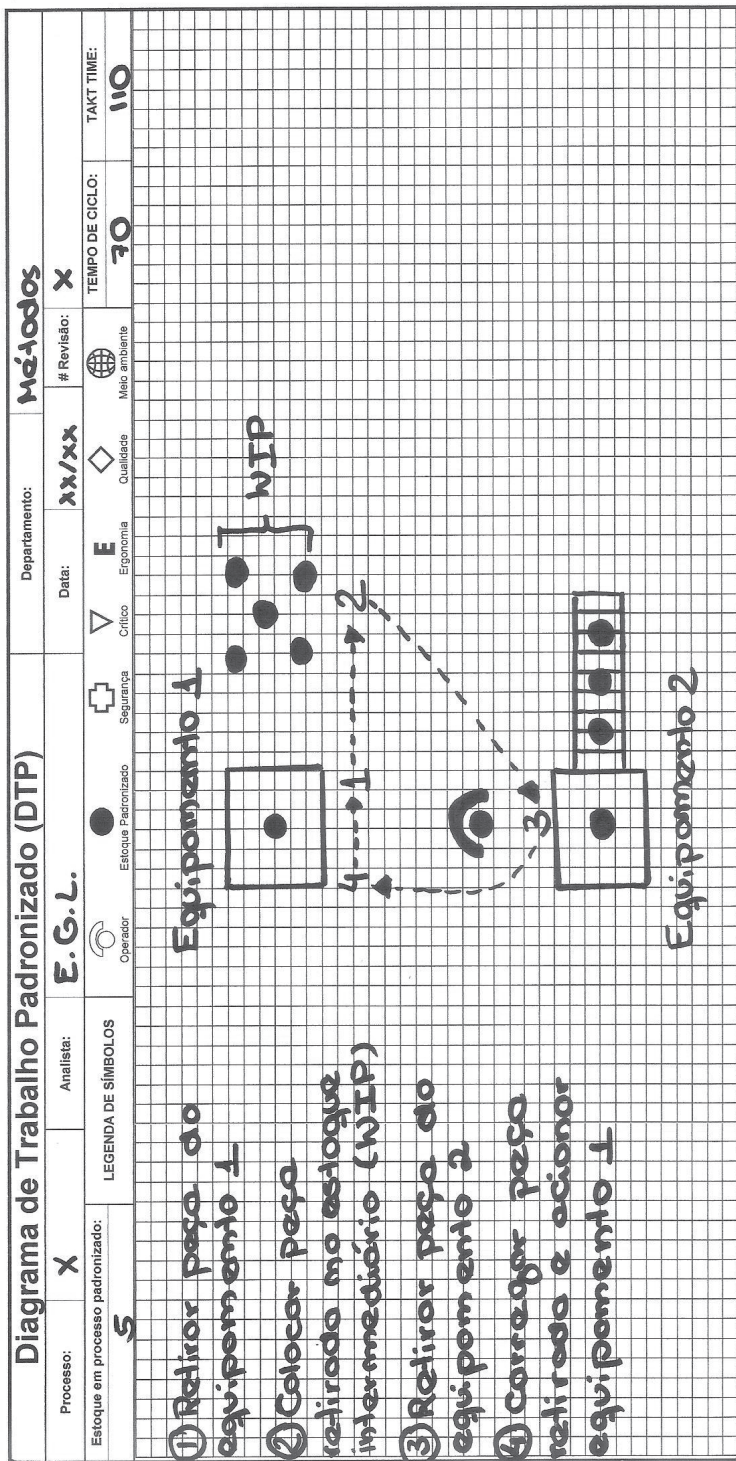 Diagrama de Trabalho Padronizado (DTP)
Departamento: Métodos
Processo: X
Analista: E.G.L.
Data: xx/xx
# Revisão: X
Estoque em processo padronizado: 5
LEGENDA DE SÍMBOLOS
Operador
Estoque Padronizado
Segurança
Crítico
E
Ergonomia
Qualidade
Meio ambiente
TEMPO DE CICLO: 70
TAKT TIME: 110
1 Retirar peça do
equipamento 1
2 Colocar peça
retirada no estoque
intermediário (WIP)
3 Retirar peça do
equipamento 2
4 Carregar peça
retirada e acionar
equipamento 1
Equipamento 1
WIP
4
1
2
3
Equipamento 2